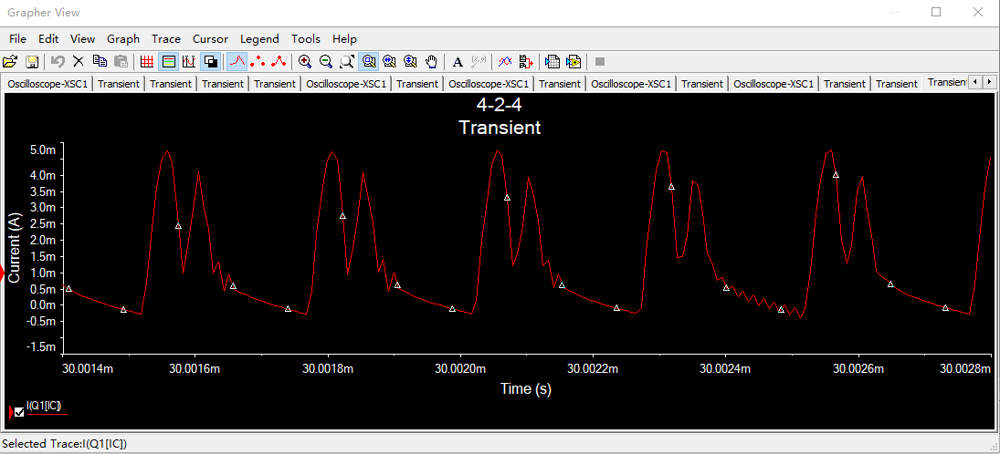 Grapher View
File Edit View Graph Trace Cursor Legend Tools Help
A
Oscilloscope-XSC1 Transient Transient Transient Transient Oscilloscope-XSC1 Transient Oscilloscope-XSC1 Transient Oscilloscope-XSC1 Transient Oscilloscope-XSC1 Transient Transient Transient
4-2-4
Transient
Current (A)
5.0m
4.0m
3.5m
3.0m
2.5m
2.0m
1.5m
1.0m
0.5m
0.0m
-0.5m
-1.5m
30.0014m 30.0016m 30.0018m 30.0020m 30.0022m 30.0024m 30.0026m 30.0028m
Time (s)
I(Q1[IC])
Selected Trace:I(Q1[IC])